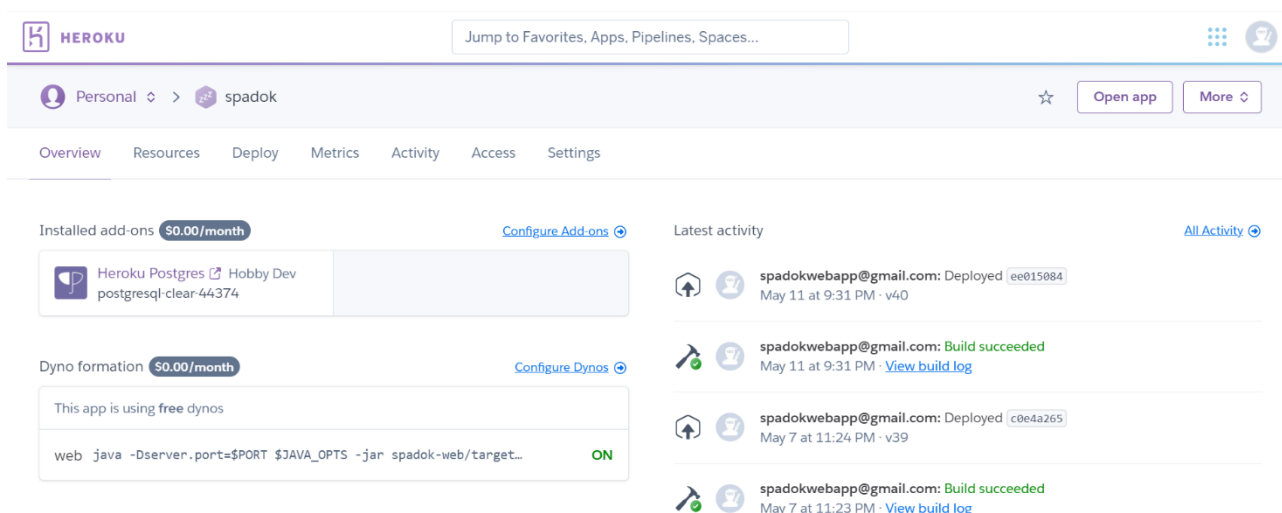 HEROKU
Jump to Favorites, Apps, Pipelines, Spaces...
Personal > spadok
Open app
More
Overview Resources Deploy Metrics Activity Access Settings
Installed add-ons $0.00/month
Configure Add-ons
Heroku Postgres Hobby Dev
postgresql-clear-44374
Dyno formation $0.00/month
Configure Dynos
This app is using free dynos
web java -Dserver.port=$PORT $JAVA_OPTS -jar spadok-web/target…
ON
Latest activity
All Activity
spadokwebapp@gmail.com: Deployed ee015084
May 11 at 9:31 PM · v40
spadokwebapp@gmail.com: Build succeeded
May 11 at 9:31 PM · View build log
spadokwebapp@gmail.com: Deployed c0e4a265
May 7 at 11:24 PM · v39
spadokwebapp@gmail.com: Build succeeded
May 7 at 11:23 PM · View build log